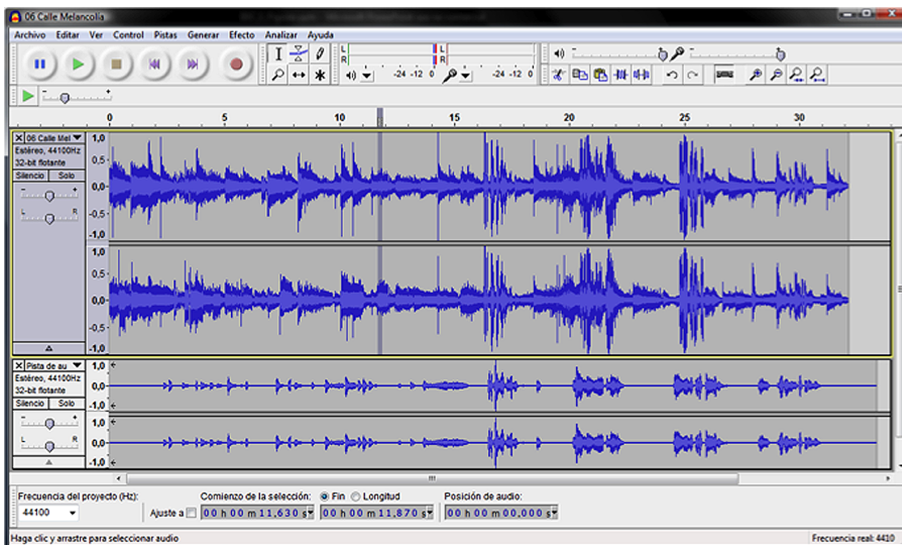 06 Calle Melancolía
Archivo Editar Ver Control Pistas Generar Efecto Analizar Ayuda
L
R
-24 -12 0
L
R
-24 -12 0
- +
0 5 10 15 20 25 30
06 Calle Mel
Estéreo, 44100Hz
32-bit flotante
Silencio Solo
- +
L R
1,0
0,5
0,0
-0,5
-1,0
1,0
0,5
0,0
-0,5
-1,0
Pista de au
Estéreo, 44100Hz
32-bit flotante
Silencio Solo
- +
L R
1,0
0,0
-1,0
1,0
0,0
-1,0
Frecuencia del proyecto (Hz): Comienzo de la selección: Fin Longitud Posición de audio:
44100 Ajuste a 00 h 00 m 11,630 s 00 h 00 m 11,870 s 00 h 00 m 00,000 s
Haga clic y arrastre para seleccionar audio Frecuencia real: 4410